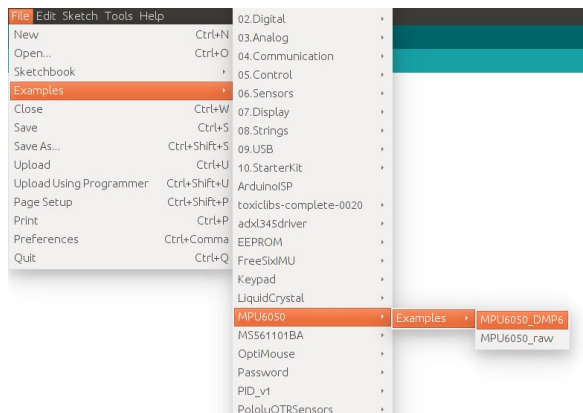 File Edit Sketch Tools Help
New Ctrl+N
Open... Ctrl+O
Sketchbook
Examples
Close Ctrl+W
Save Ctrl+S
Save As... Ctrl+Shift+S
Upload Ctrl+U
Upload Using Programmer Ctrl+Shift+U
Page Setup Ctrl+Shift+P
Print Ctrl+P
Preferences Ctrl+Comma
Quit Ctrl+Q
02.Digital
03.Analog
04.Communication
05.Control
06.Sensors
07.Display
08.Strings
09.USB
10.StarterKit
ArduinoISP
toxiclibs-complete-0020
adxl345driver
EEPROM
FreeSixIMU
Keypad
LiquidCrystal
MPU6050
MS561101BA
OptiMouse
Password
PID_v1
PololuQTRSensors
Examples
MPU6050_DMP6
MPU6050_raw